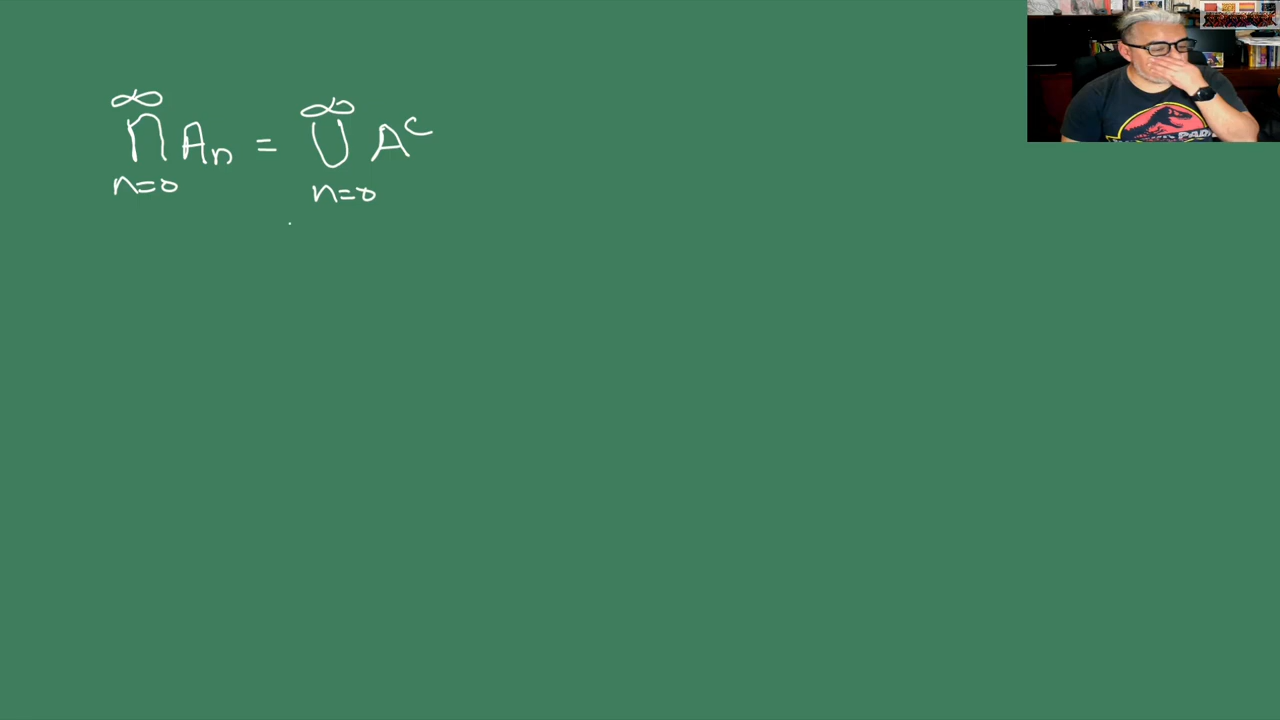 ∞ ∞
∩ Aₙ = ∪ Aᶜ
n=0 n=0